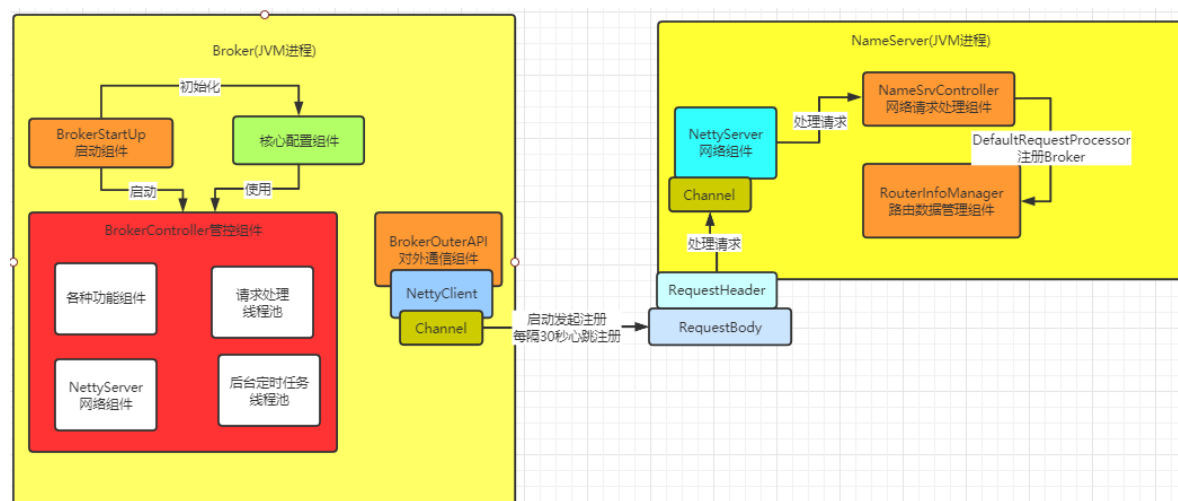 Broker(JVM进程)
初始化
BrokerStartUp
启动组件
核心配置组件
启动
使用
BrokerController管控组件
各种功能组件
请求处理
线程池
NettyServer
网络组件
后台定时任务
线程池
BrokerOuterAPI
对外通信组件
NettyClient
Channel
启动发起注册
每隔30秒心跳注册
NameServer(JVM进程)
NettyServer
网络组件
Channel
处理请求
NameSrvController
网络请求处理组件
DefaultRequestProcessor
注册Broker
RouterInfoManager
路由数据管理组件
处理请求
RequestHeader
RequestBody